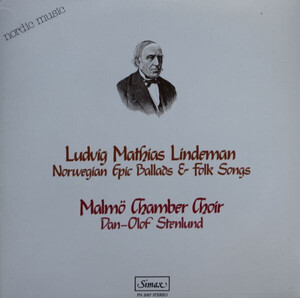 nordic music
Ludvig Mathias Lindeman
Norwegian Epic Ballads & Folk Songs
Malmö Chamber Choir
Dan-Olof Stenlund
Simax